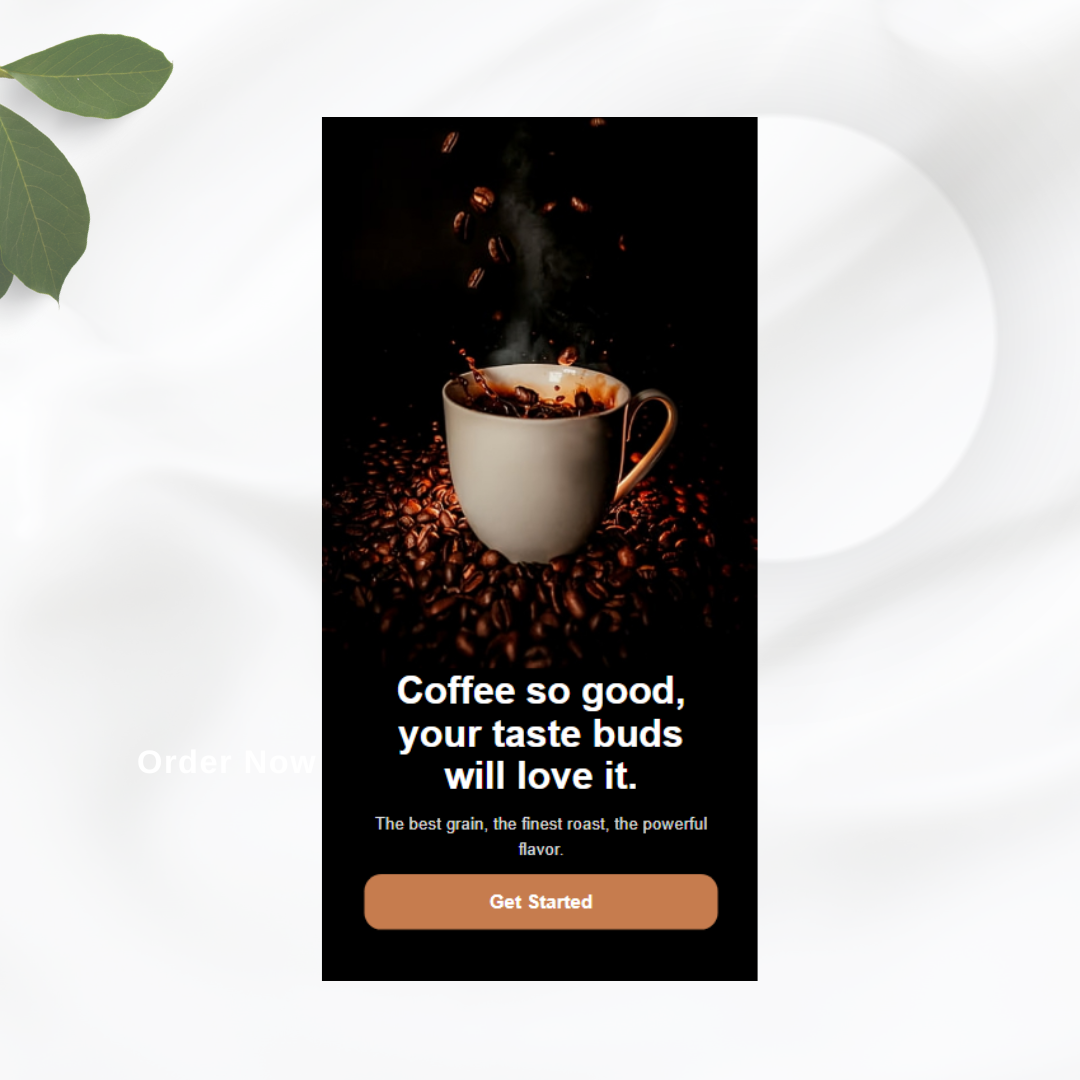 Coffee so good,
your taste buds
will love it.
Order Now
The best grain, the finest roast, the powerful
flavor.
Get Started